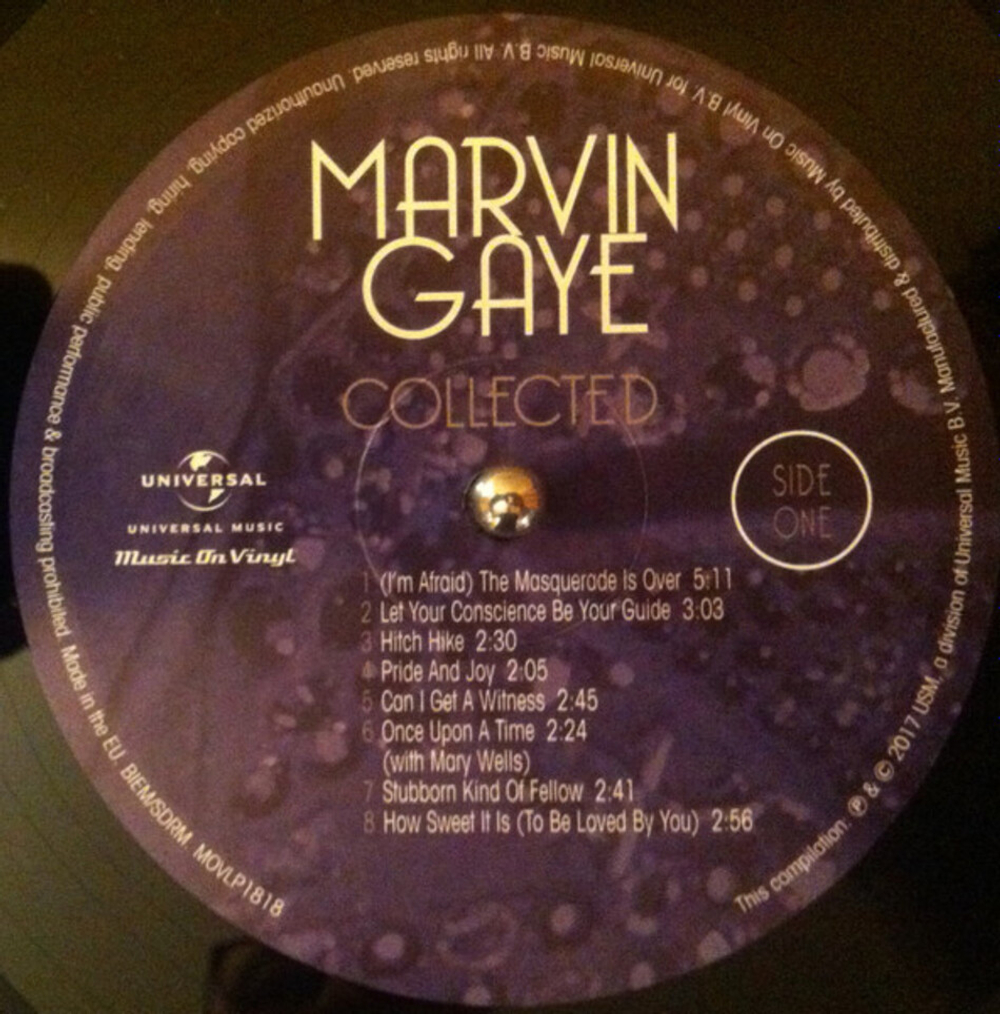 MARVIN
GAYE
COLLECTED
UNIVERSAL
UNIVERSAL MUSIC
Music On Vinyl
SIDE
ONE
1 (I'm Afraid) The Masquerade Is Over 5:11
2 Let Your Conscience Be Your Guide 3:03
3 Hitch Hike 2:30
4 Pride And Joy 2:05
5 Can I Get A Witness 2:45
6 Once Upon A Time 2:24
(with Mary Wells)
7 Stubborn Kind Of Fellow 2:41
8 How Sweet It Is (To Be Loved By You) 2:56
This compilation: ℗ & © 2017 USM, a division of Universal Music B.V. Manufactured & distributed by Music On Vinyl B.V. for Universal Music B.V. All rights reserved. Unauthorized copying, hiring, lending, public performance & broadcasting prohibited. Made in the EU. BIEM/SDRM. MOVLP1818